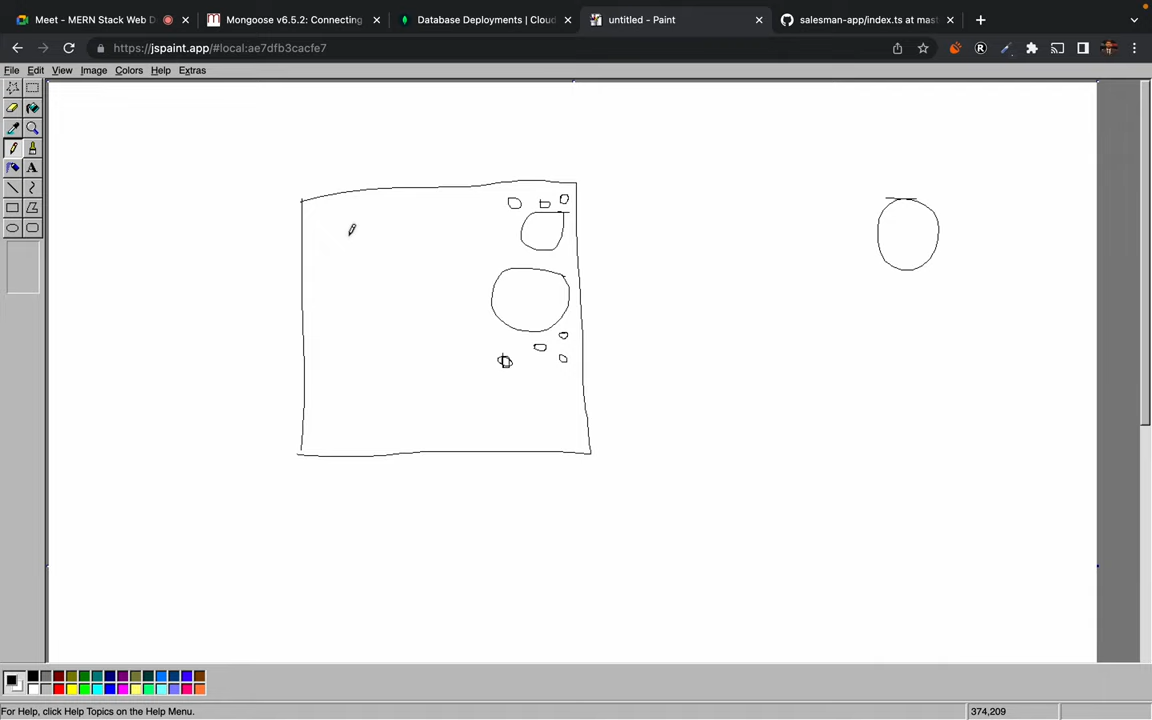 Meet - MERN Stack Web D
Mongoose v6.5.2: Connecting
Database Deployments | Cloud
untitled - Paint
salesman-app/index.ts at mast
https://jspaint.app/#local:ae7dfb3cacfe7
File Edit View Image Colors Help Extras
For Help, click Help Topics on the Help Menu.
374,209